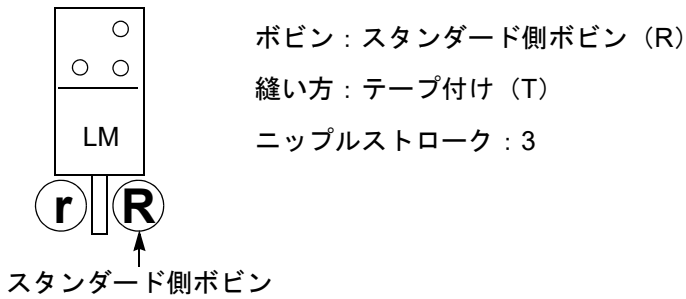 ボビン：スタンダード側ボビン（R）
縫い方：テープ付け（T）
ニップルストローク：3
LM
r R
スタンダード側ボビン